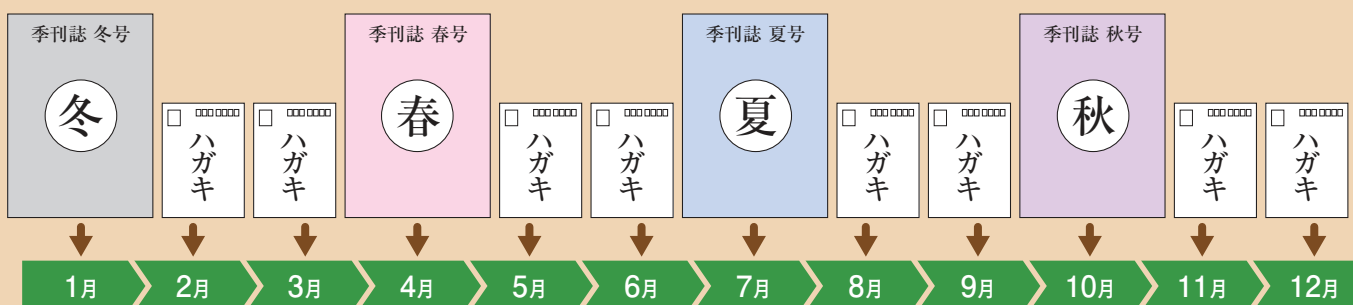 季刊誌 冬号
冬
ハガキ
ハガキ
季刊誌 春号
春
ハガキ
ハガキ
季刊誌 夏号
夏
ハガキ
ハガキ
季刊誌 秋号
秋
ハガキ
ハガキ
1月
2月
3月
4月
5月
6月
7月
8月
9月
10月
11月
12月